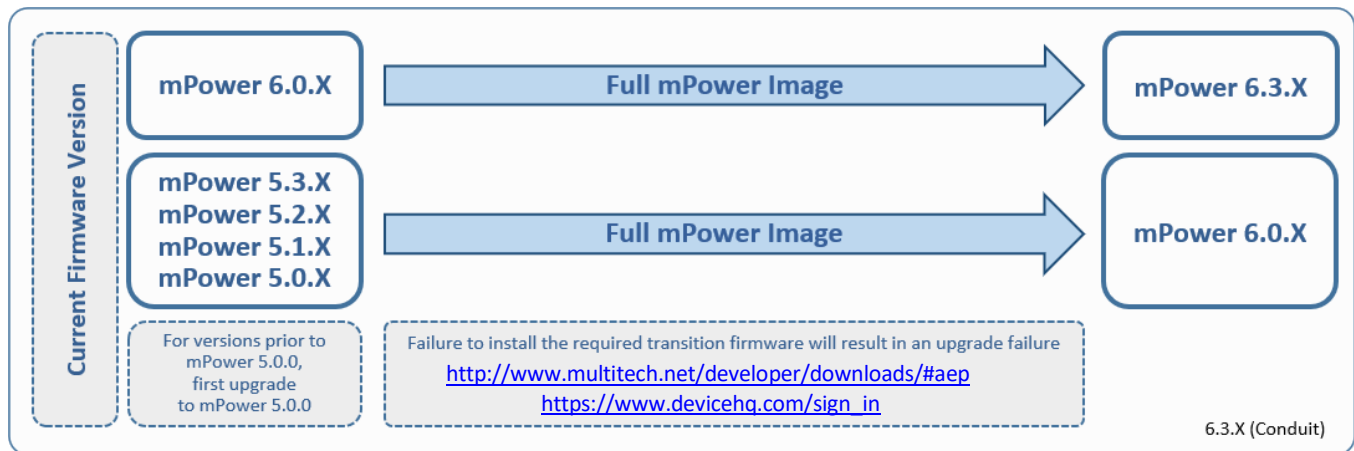 Current Firmware Version
mPower 6.0.X
Full mPower Image
mPower 6.3.X
mPower 5.3.X
mPower 5.2.X
mPower 5.1.X
mPower 5.0.X
Full mPower Image
mPower 6.0.X
For versions prior to
mPower 5.0.0,
first upgrade
to mPower 5.0.0
Failure to install the required transition firmware will result in an upgrade failure
http://www.multitech.net/developer/downloads/#aep
https://www.devicehq.com/sign_in
6.3.X (Conduit)